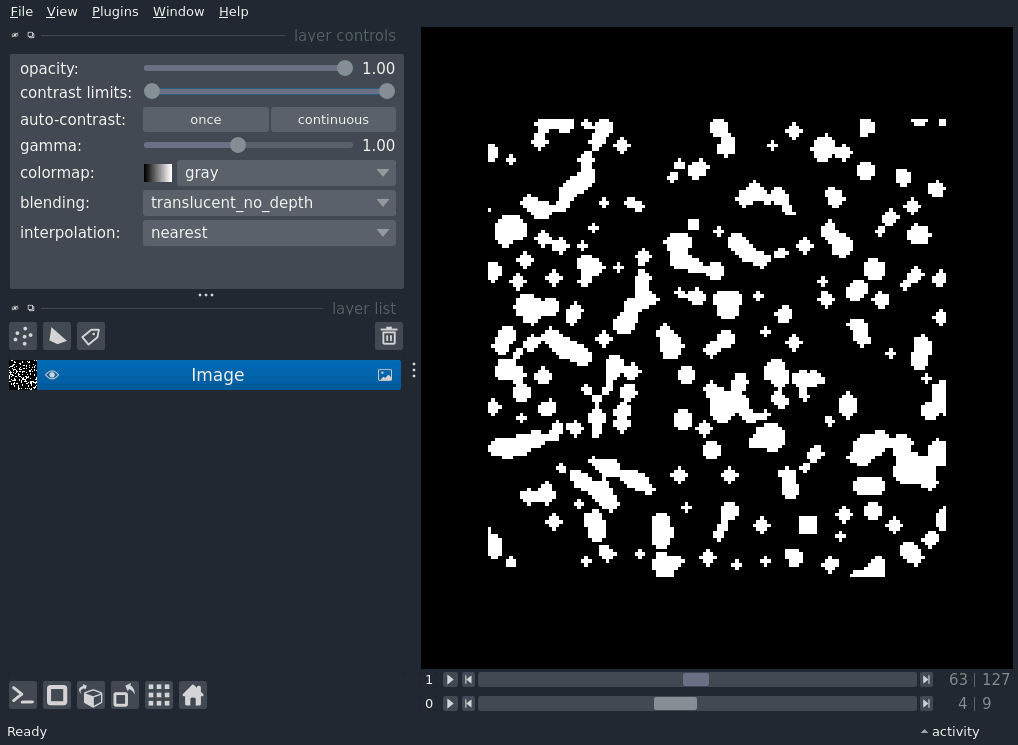 File View Plugins Window Help
layer controls
opacity: 1.00
contrast limits:
auto-contrast: once continuous
gamma: 1.00
colormap: gray
blending: translucent_no_depth
interpolation: nearest
layer list
Image
1 63 | 127
0 4 | 9
Ready activity